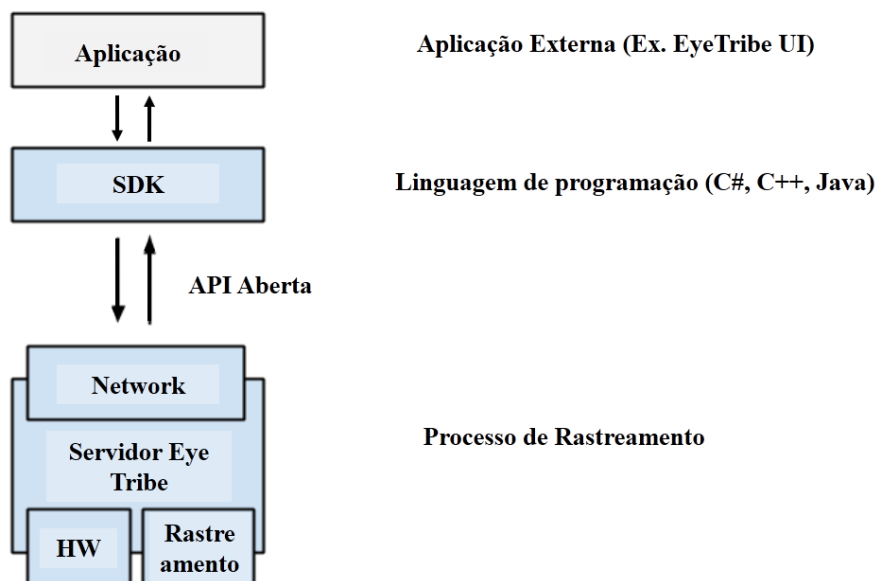 Aplicação
Aplicação Externa (Ex. EyeTribe UI)
SDK
Linguagem de programação (C#, C++, Java)
API Aberta
Network
Servidor Eye
Tribe
Processo de Rastreamento
HW
Rastre
amento